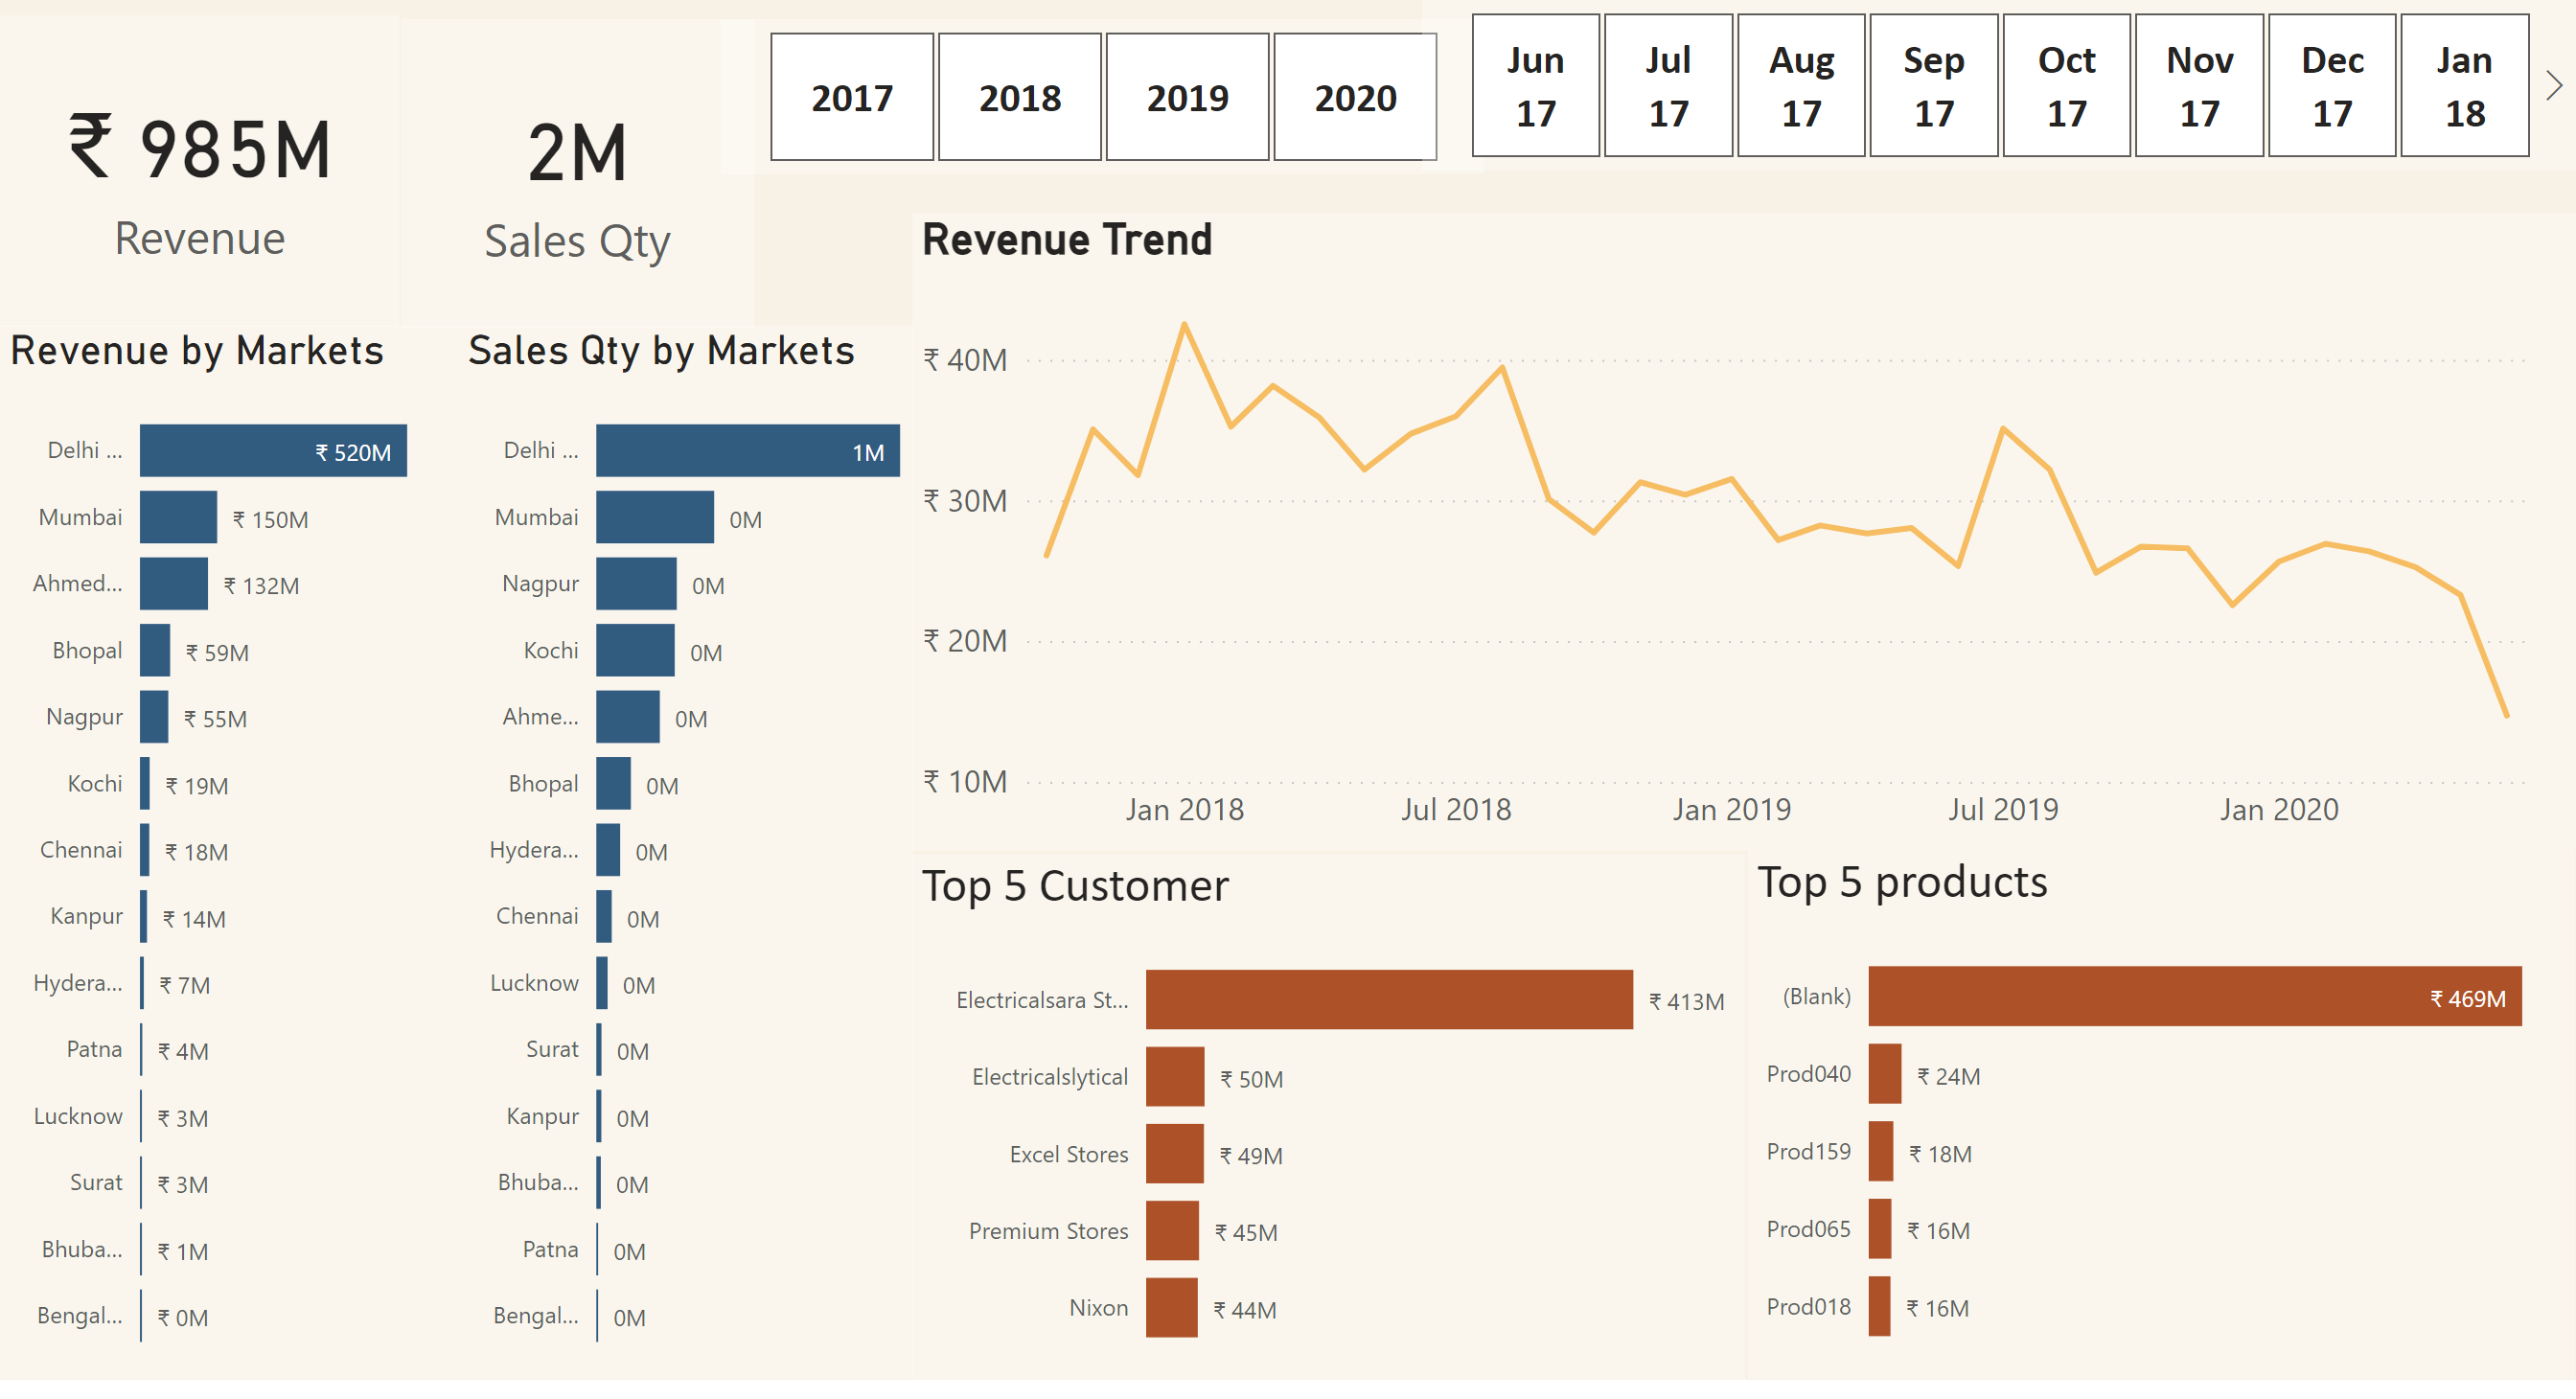 ₹ 985M
Revenue
2M
Sales Qty
2017 2018 2019 2020
Jun 17
Jul 17
Aug 17
Sep 17
Oct 17
Nov 17
Dec 17
Jan 18
Revenue by Markets
Delhi ... ₹ 520M
Mumbai ₹ 150M
Ahmed... ₹ 132M
Bhopal ₹ 59M
Nagpur ₹ 55M
Kochi ₹ 19M
Chennai ₹ 18M
Kanpur ₹ 14M
Hydera... ₹ 7M
Patna ₹ 4M
Lucknow ₹ 3M
Surat ₹ 3M
Bhuba... ₹ 1M
Bengal... ₹ 0M
Sales Qty by Markets
Delhi ... 1M
Mumbai 0M
Nagpur 0M
Kochi 0M
Ahme... 0M
Bhopal 0M
Hydera... 0M
Chennai 0M
Lucknow 0M
Surat 0M
Kanpur 0M
Bhuba... 0M
Patna 0M
Bengal... 0M
Revenue Trend
₹ 40M
₹ 30M
₹ 20M
₹ 10M
Jan 2018 Jul 2018 Jan 2019 Jul 2019 Jan 2020
Top 5 Customer
Electricalsara St... ₹ 413M
Electricalslytical ₹ 50M
Excel Stores ₹ 49M
Premium Stores ₹ 45M
Nixon ₹ 44M
Top 5 products
(Blank) ₹ 469M
Prod040 ₹ 24M
Prod159 ₹ 18M
Prod065 ₹ 16M
Prod018 ₹ 16M